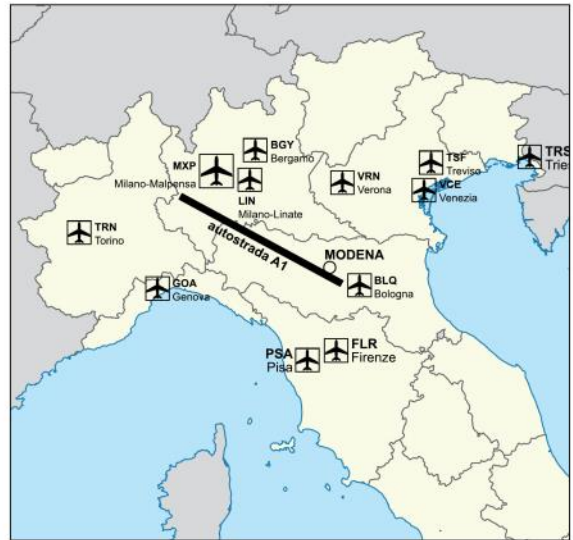 BGY
Bergamo
MXP
Milano-Malpensa
LIN
Milano-Linate
VRN
Verona
TSF
Treviso
VCE
Venezia
TRS
Tries
TRN
Torino
autostrada A1
MODENA
GOA
Genova
BLQ
Bologna
PSA
Pisa
FLR
Firenze